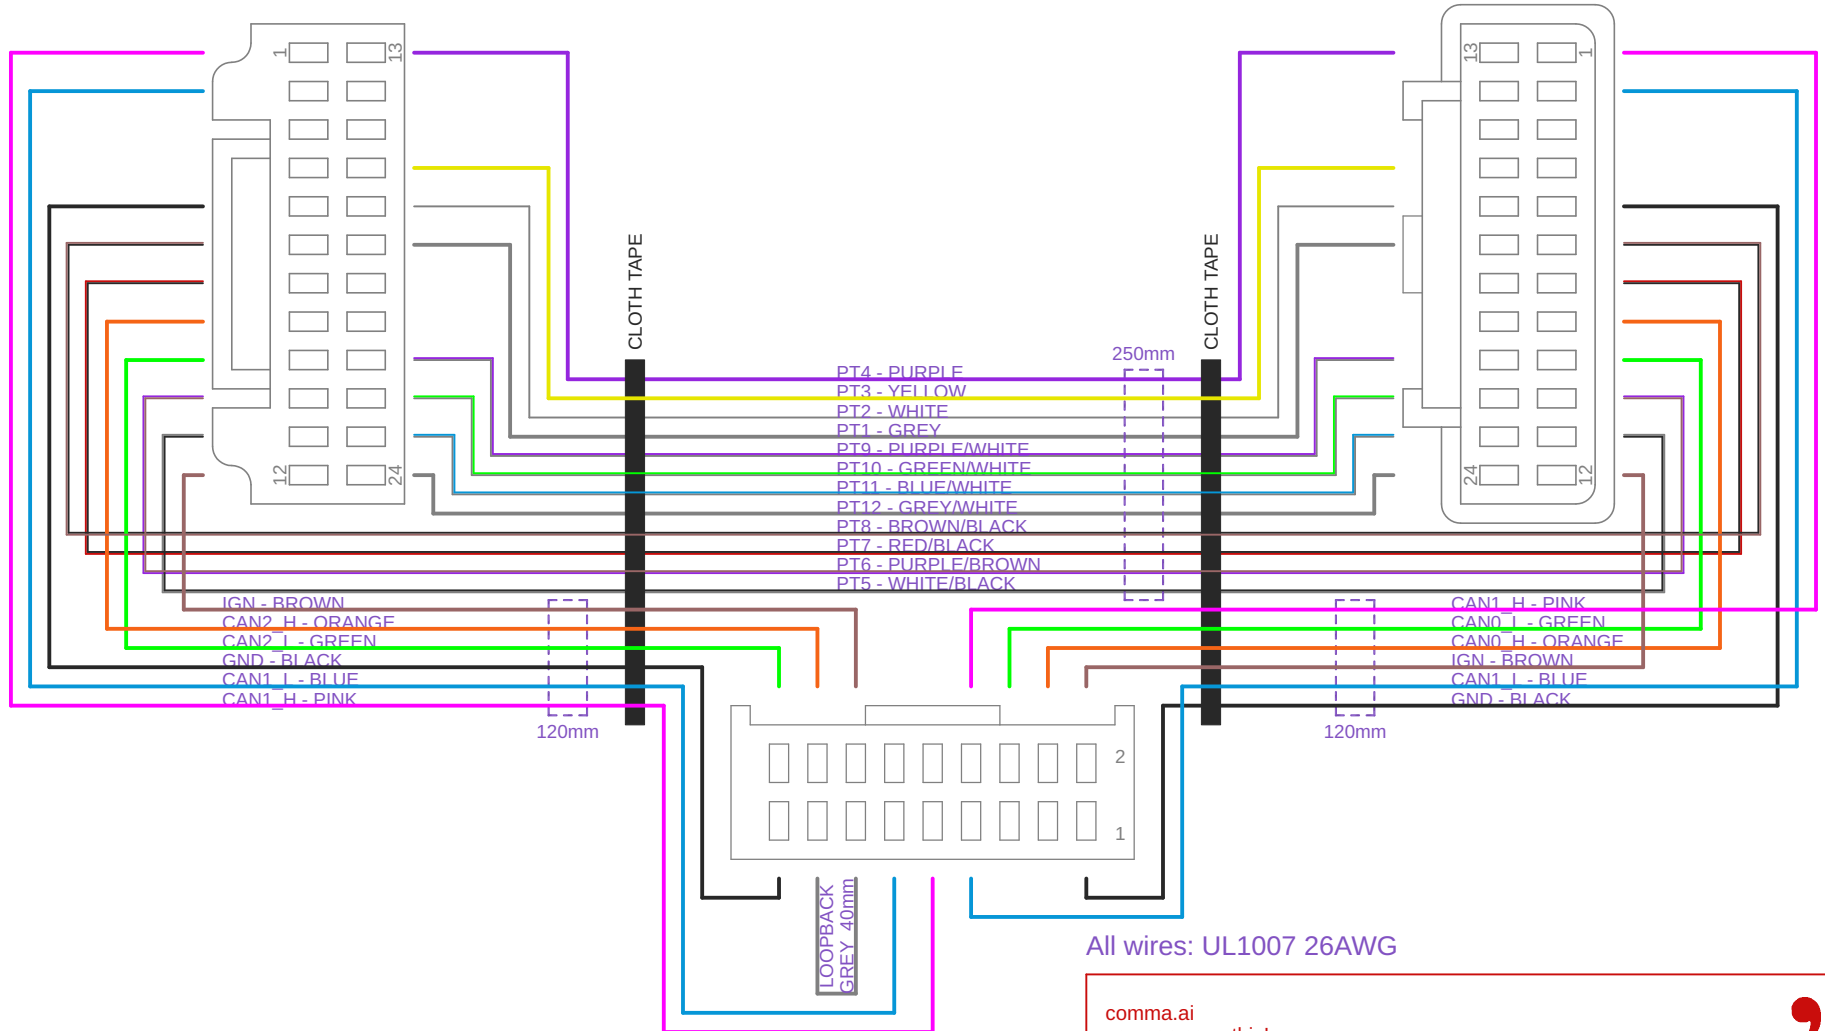 1
13
12
24
13
1
24
12
CLOTH TAPE
CLOTH TAPE
250mm
PT4 - PURPLE
PT3 - YELLOW
PT2 - WHITE
PT1 - GREY
PT9 - PURPLE/WHITE
PT10 - GREEN/WHITE
PT11 - BLUE/WHITE
PT12 - GREY/WHITE
PT8 - BROWN/BLACK
PT7 - RED/BLACK
PT6 - PURPLE/BROWN
PT5 - WHITE/BLACK
IGN - BROWN
CAN2_H - ORANGE
CAN2_L - GREEN
GND - BLACK
CAN1_L - BLUE
CAN1_H - PINK
120mm
CAN1_H - PINK
CAN0_L - GREEN
CAN0_H - ORANGE
IGN - BROWN
CAN1_L - BLUE
GND - BLACK
120mm
2
1
LOOPBACK
GREY 40mm
All wires: UL1007 26AWG
comma.ai